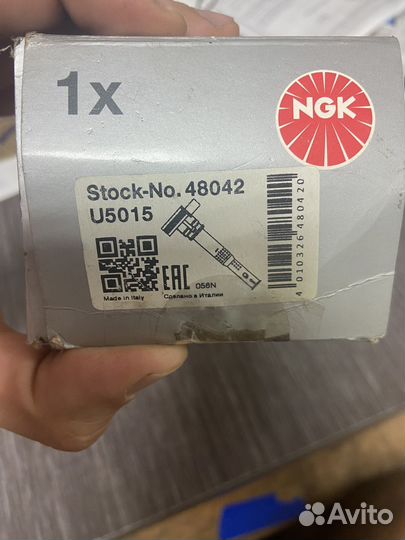 1x
NGK
Stock-No. 48042
U5015
4 010326 480420
EAC 056N
Made in Italy Сделано в Италии
Avito